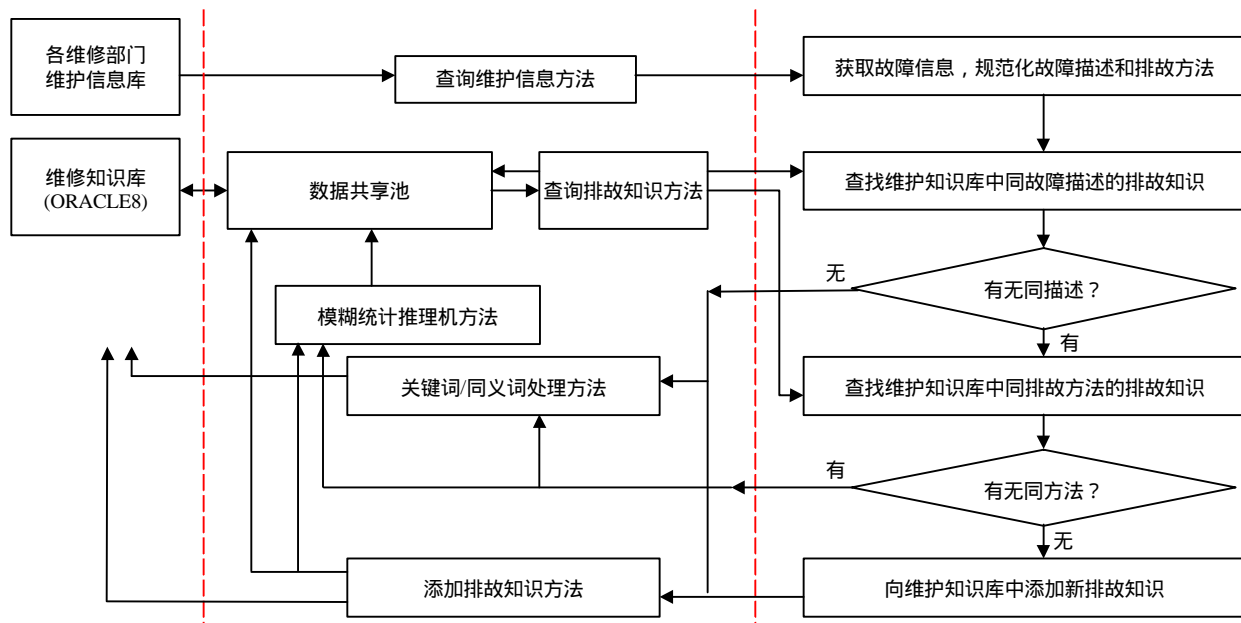 各维修部门
维护信息库
查询维护信息方法
获取故障信息，规范化故障描述和排故方法
维修知识库
(ORACLE8)
数据共享池
查询排故知识方法
查找维护知识库中同故障描述的排故知识
无
有无同描述？
模糊统计推理机方法
有
关键词/同义词处理方法
查找维护知识库中同排故方法的排故知识
有
有无同方法？
无
添加排故知识方法
向维护知识库中添加新排故知识